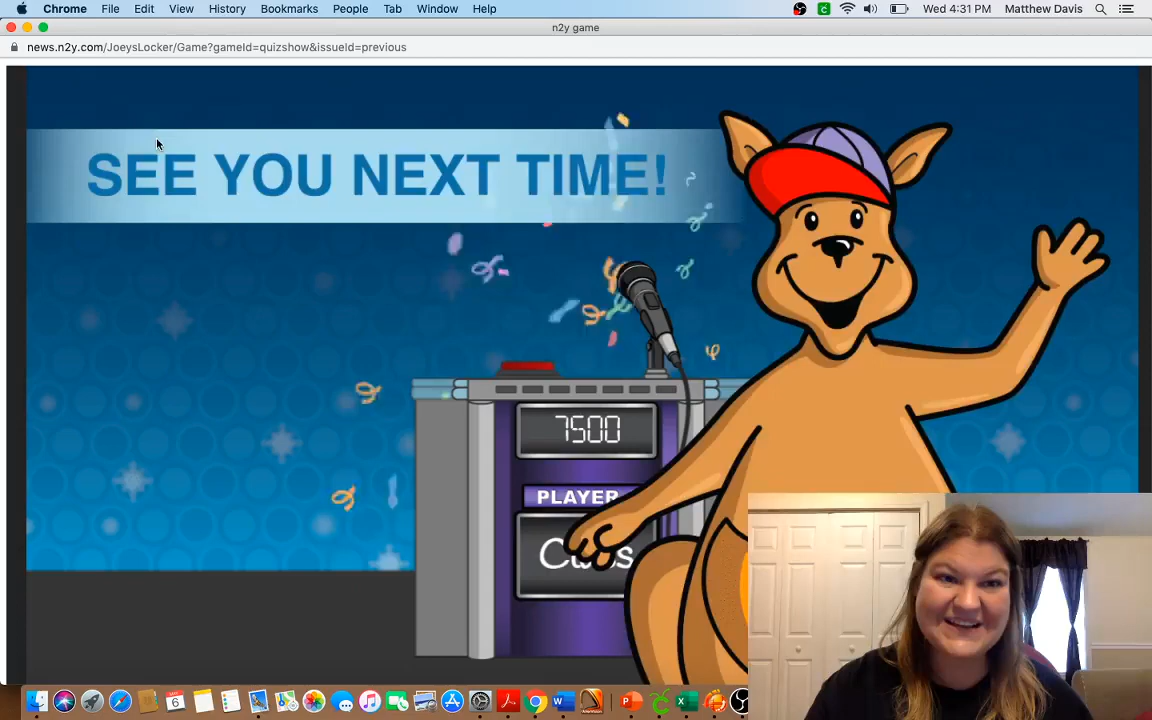 Chrome File Edit View History Bookmarks People Tab Window Help Wed 4:31 PM Matthew Davis
n2y game
news.n2y.com/JoeysLocker/Game?gameId=quizshow&issueId=previous
SEE YOU NEXT TIME!
7500
PLAYER
6